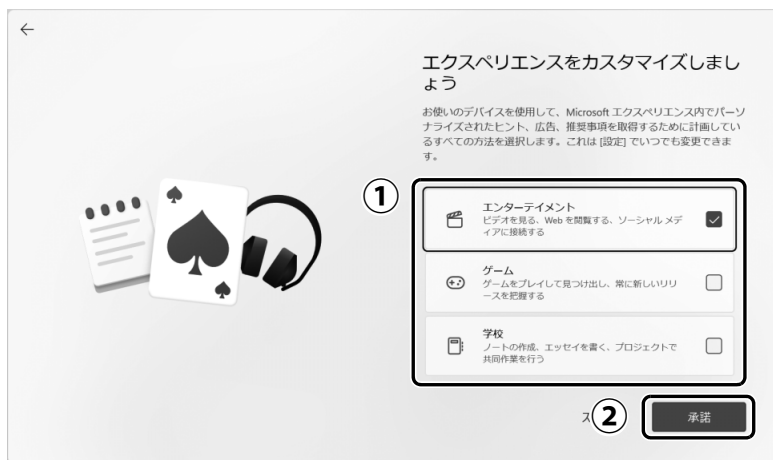 エクスペリエンスをカスタマイズしまし
ょう
お使いのデバイスを使用して、Microsoft エクスペリエンス内でパーソ
ナライズされたヒント、広告、推奨事項を取得するために計画してい
るすべての方法を選択します。これは [設定] でいつでも変更できま
す。
①
エンターテイメント
ビデオを見る、Web を閲覧する、ソーシャル メデ
ィアに接続する
ゲーム
ゲームをプレイして見つけ出し、常に新しいリリ
ースを把握する
学校
ノートの作成、エッセイを書く、プロジェクトで
共同作業を行う
ス② 承諾